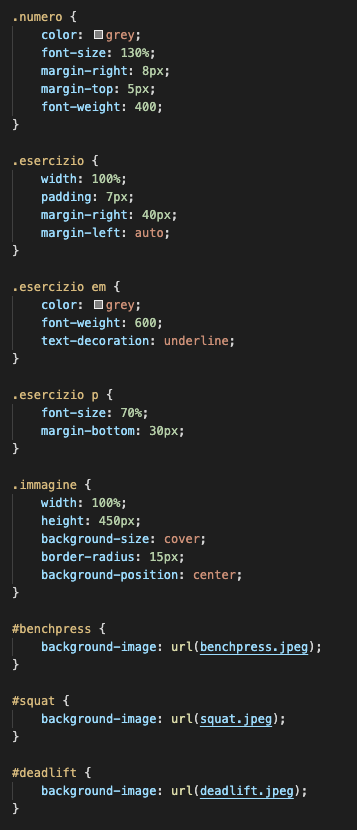 .numero {
    color: grey;
    font-size: 130%;
    margin-right: 8px;
    margin-top: 5px;
    font-weight: 400;
}

.esercizio {
    width: 100%;
    padding: 7px;
    margin-right: 40px;
    margin-left: auto;
}

.esercizio em {
    color: grey;
    font-weight: 600;
    text-decoration: underline;
}

.esercizio p {
    font-size: 70%;
    margin-bottom: 30px;
}

.immagine {
    width: 100%;
    height: 450px;
    background-size: cover;
    border-radius: 15px;
    background-position: center;
}

#benchpress {
    background-image: url(benchpress.jpeg);
}

#squat {
    background-image: url(squat.jpeg);
}

#deadlift {
    background-image: url(deadlift.jpeg);
}